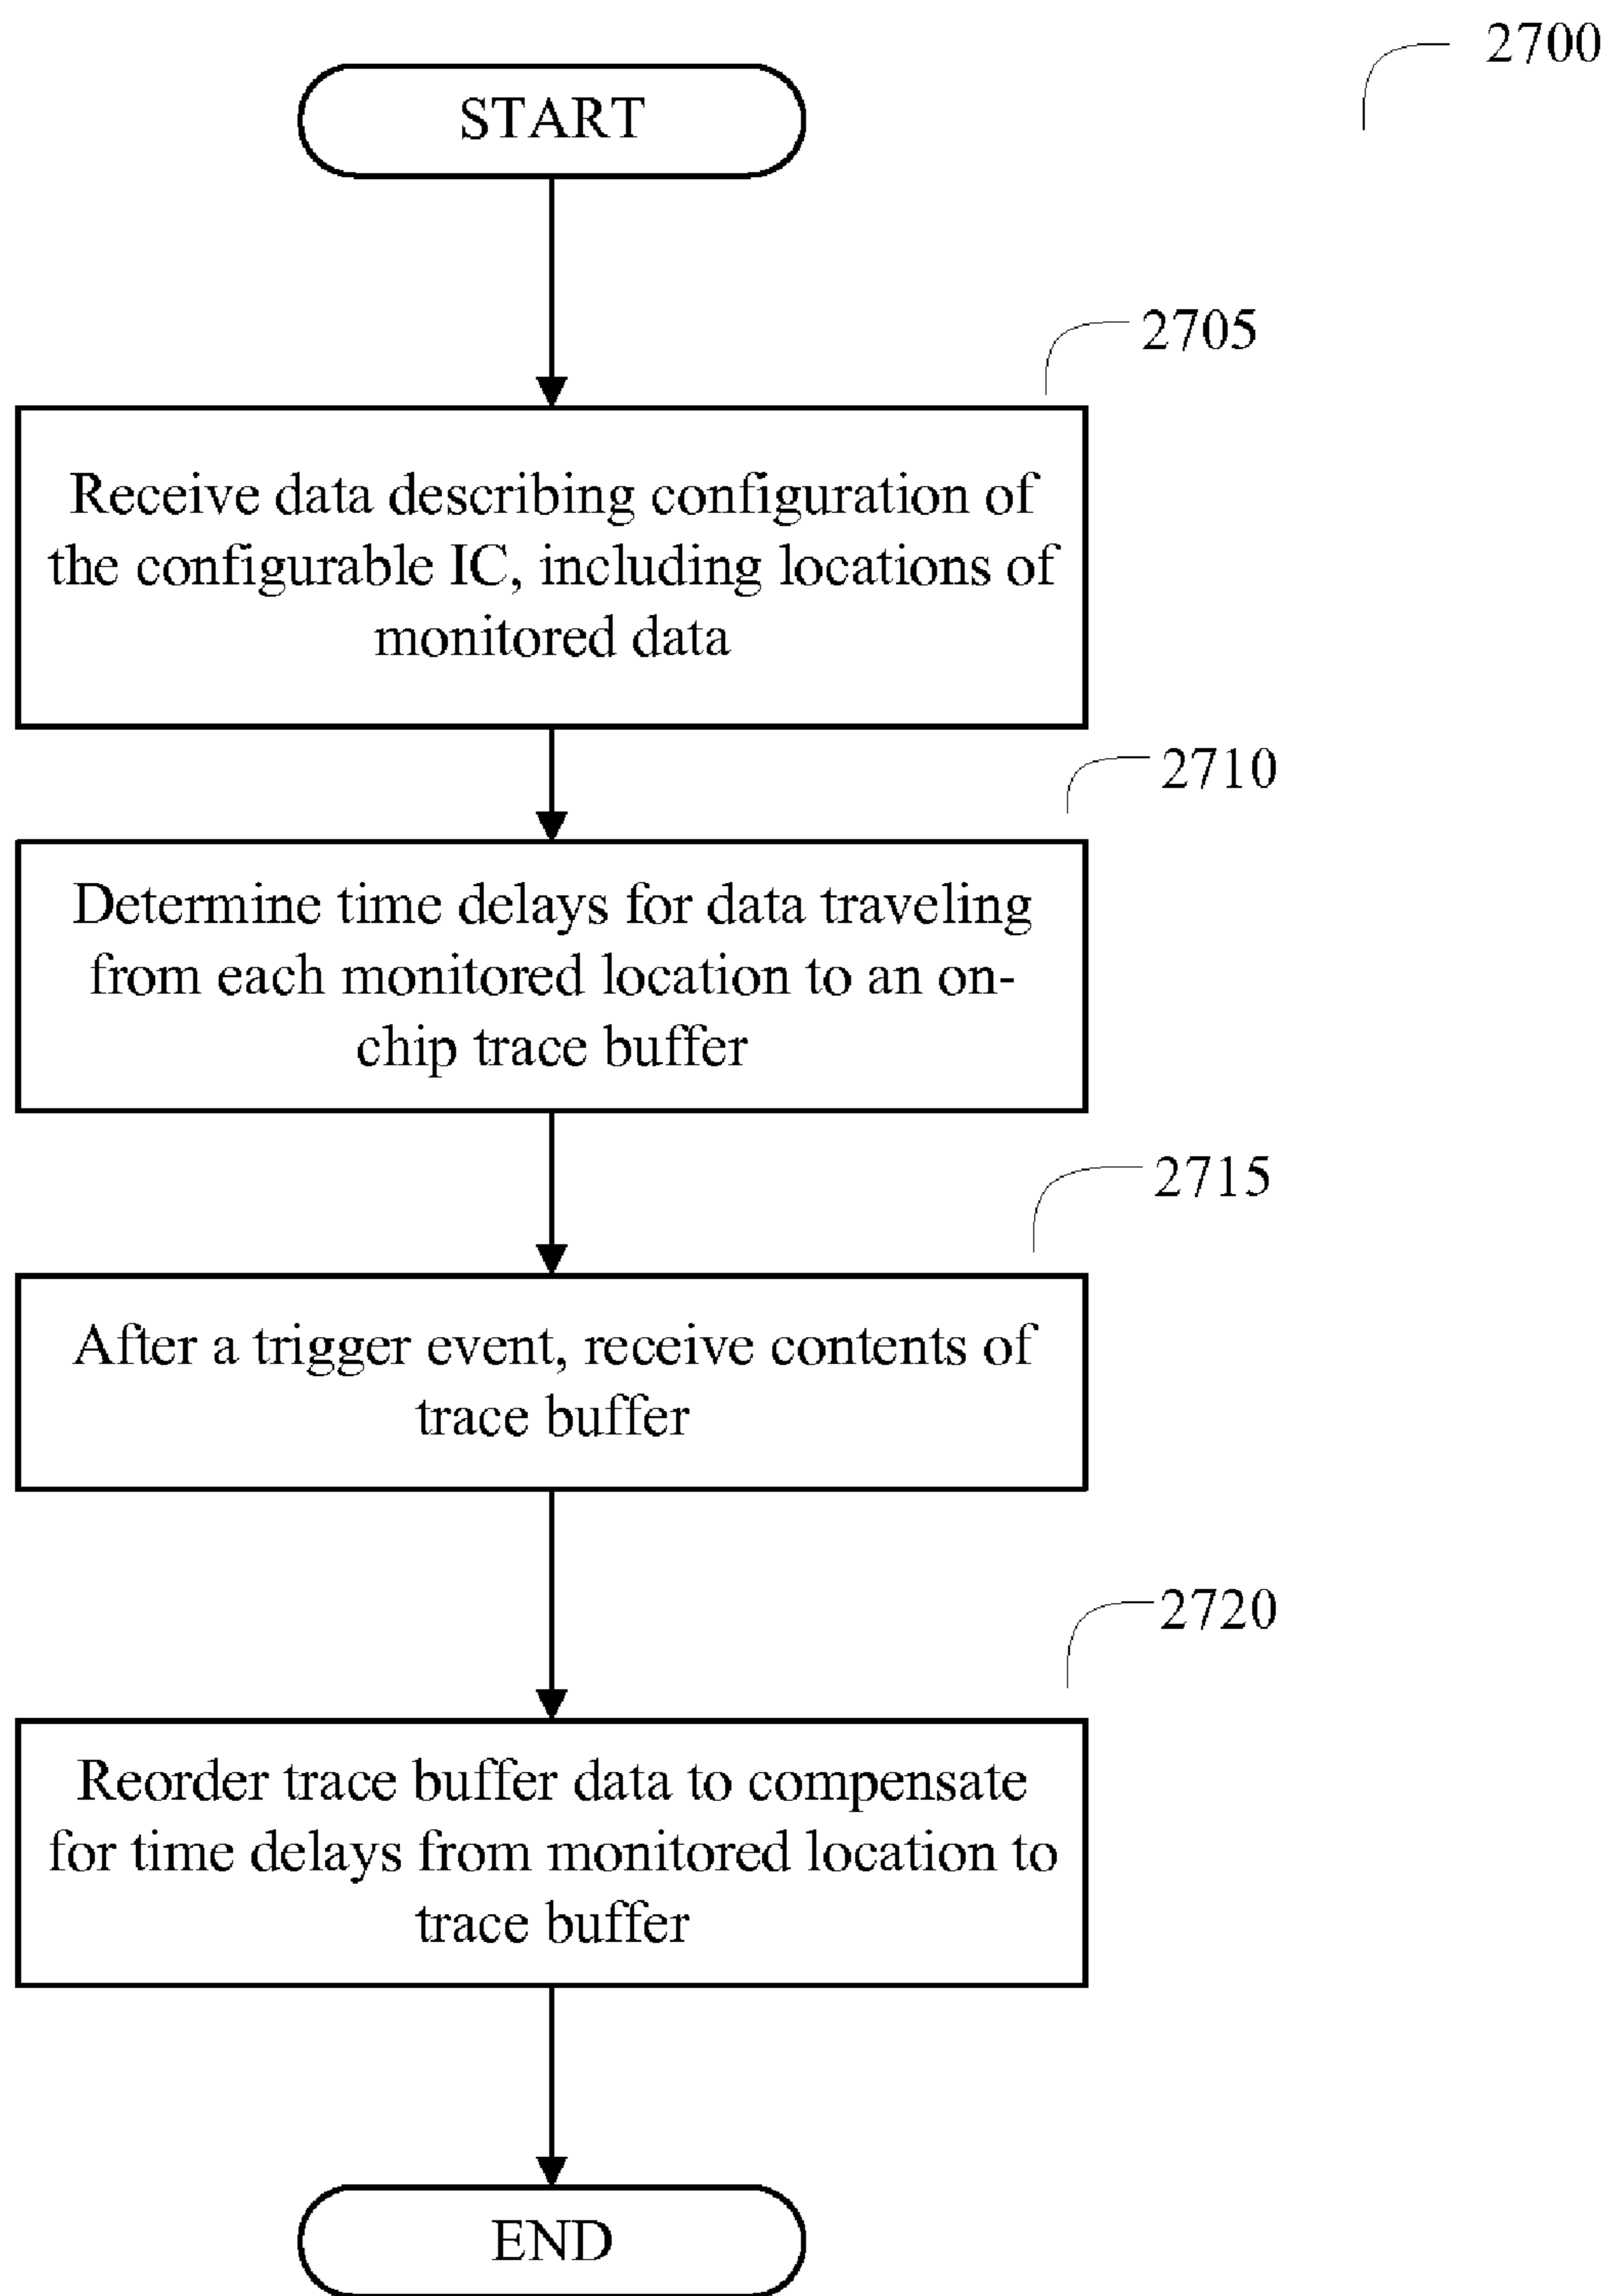 2700
START
2705
Receive data describing configuration of
the configurable IC, including locations of
monitored data
2710
Determine time delays for data traveling
from each monitored location to an on-
chip trace buffer
2715
After a trigger event, receive contents of
trace buffer
2720
Reorder trace buffer data to compensate
for time delays from monitored location to
trace buffer
END